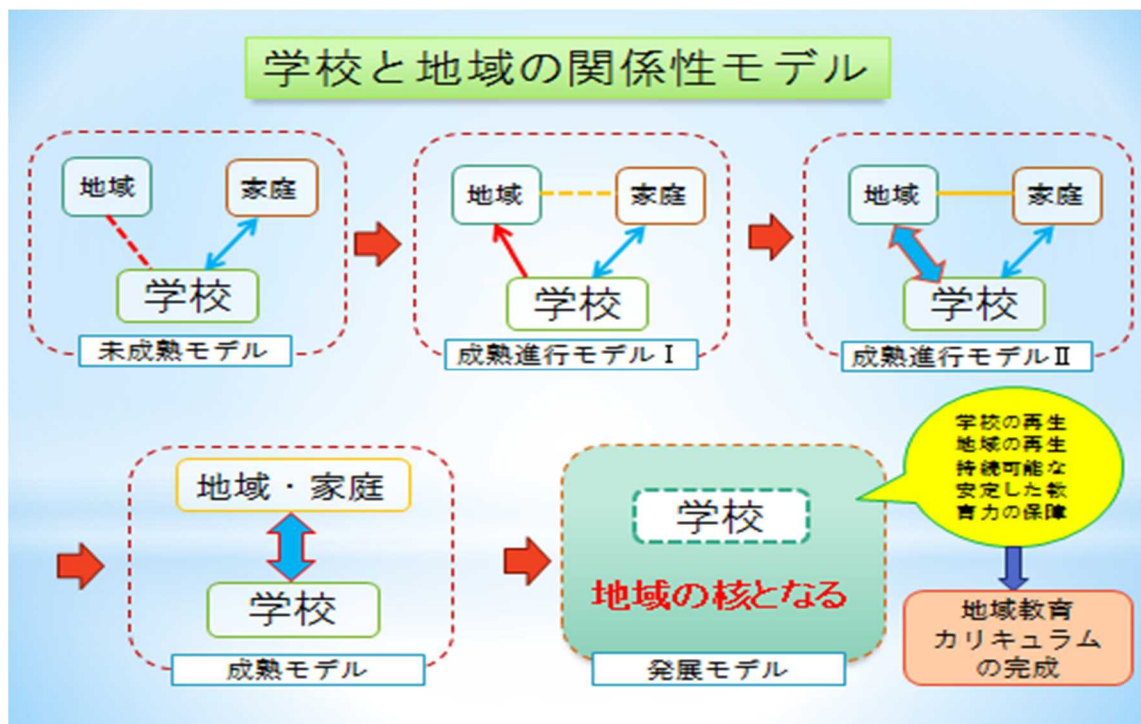 学校と地域の関係性モデル
地域
家庭
学校
未成熟モデル
地域
家庭
学校
成熟進行モデルⅠ
地域
家庭
学校
成熟進行モデルⅡ
地域・家庭
学校
成熟モデル
学校
地域の核となる
発展モデル
学校の再生
地域の再生
持続可能な
安定した教
育力の保障
地域教育
カリキュラム
の完成